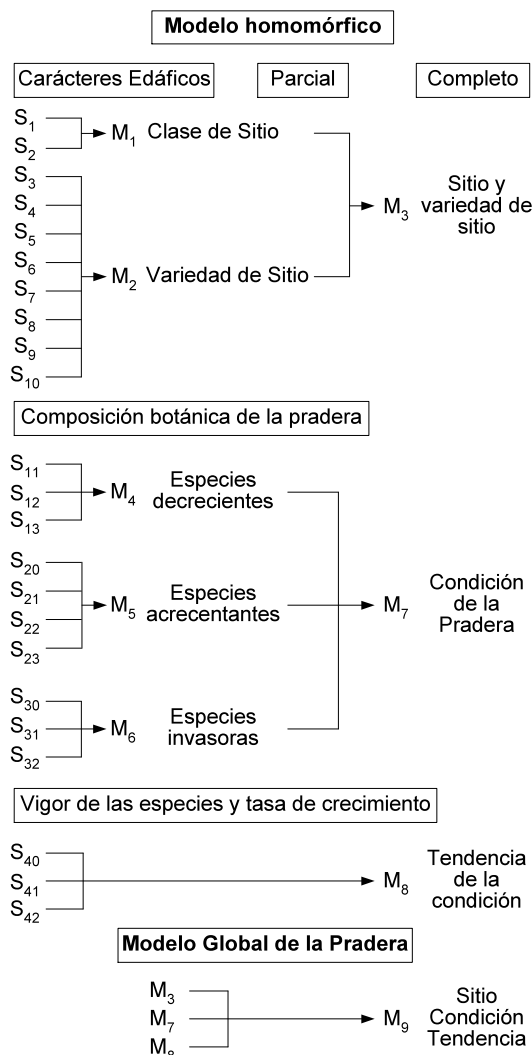 Modelo homomórfico
Carácteres Edáficos Parcial Completo
S1
S2
M1 Clase de Sitio
S3
S4
S5
S6
S7
S8
S9
S10
M2 Variedad de Sitio
M3
Sitio y
variedad de
sitio
Composición botánica de la pradera
S11
S12
S13
M4
Especies
decrecientes
S20
S21
S22
S23
M5
Especies
acrecentantes
S30
S31
S32
M6
Especies
invasoras
M7
Condición
de la
Pradera
Vigor de las especies y tasa de crecimiento
S40
S41
S42
M8
Tendencia
de la
condición
Modelo Global de la Pradera
M3
M7
M8
M9
Sitio
Condición
Tendencia